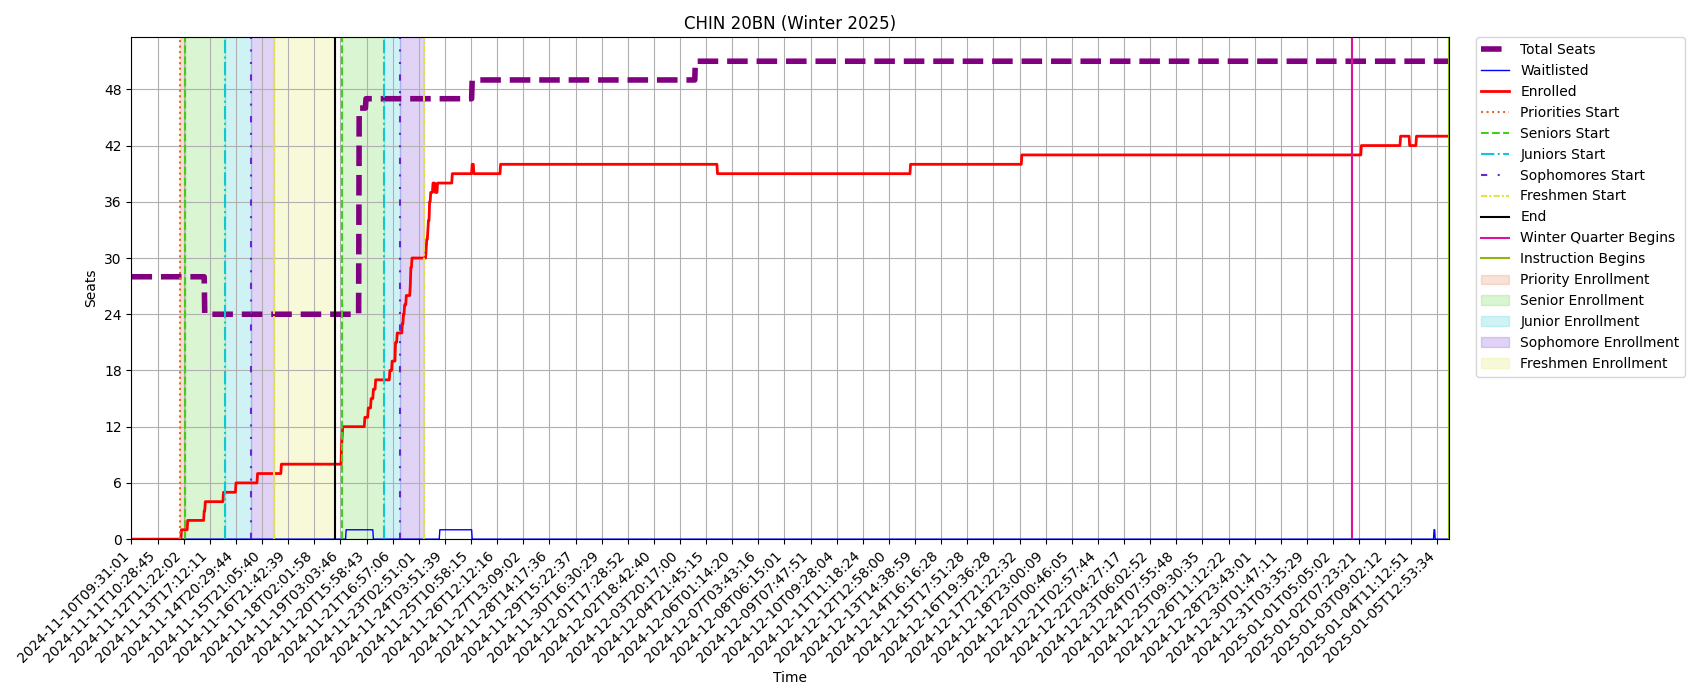 CHIN 20BN (Winter 2025)
Seats
48
42
36
30
24
18
12
6
0
2024-11-10T09:31:01
2024-11-11T10:28:45
2024-11-12T11:22:02
2024-11-13T17:12:11
2024-11-14T20:29:44
2024-11-15T21:05:40
2024-11-16T21:42:39
2024-11-18T02:01:58
2024-11-19T03:03:46
2024-11-20T15:58:43
2024-11-21T16:57:06
2024-11-23T02:51:01
2024-11-25T03:51:39
2024-11-25T10:58:15
2024-11-26T12:12:16
2024-11-27T13:09:02
2024-11-28T14:17:36
2024-11-29T15:22:37
2024-11-30T16:30:29
2024-12-01T17:28:52
2024-12-02T18:42:40
2024-12-03T20:17:00
2024-12-04T21:45:15
2024-12-06T01:14:20
2024-12-07T03:43:16
2024-12-08T06:15:01
2024-12-09T07:47:51
2024-12-10T09:28:04
2024-12-11T11:18:24
2024-12-12T12:58:00
2024-12-13T14:38:59
2024-12-14T16:16:28
2024-12-15T17:51:28
2024-12-16T19:36:28
2024-12-17T21:22:32
2024-12-18T23:00:09
2024-12-20T00:46:05
2024-12-21T02:57:44
2024-12-22T04:27:17
2024-12-23T06:02:52
2024-12-24T07:55:48
2024-12-25T09:30:35
2024-12-26T11:12:22
2024-12-28T23:43:01
2024-12-30T01:47:11
2024-12-31T03:35:29
2025-01-01T05:05:02
2025-01-02T07:23:21
2025-01-03T09:02:12
2025-01-04T11:12:51
2025-01-05T12:53:34
Time
Total Seats
Waitlisted
Enrolled
Priorities Start
Seniors Start
Juniors Start
Sophomores Start
Freshmen Start
End
Winter Quarter Begins
Instruction Begins
Priority Enrollment
Senior Enrollment
Junior Enrollment
Sophomore Enrollment
Freshmen Enrollment